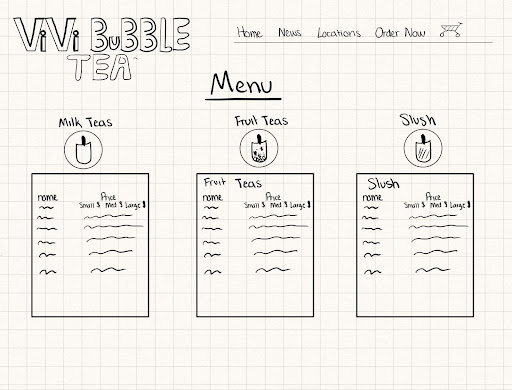 ViVi BuBBLE
TEA
Home News Locations Order Now
Menu
Milk Teas
Fruit Teas
Slush
name Price
Small $ Med $ Large $
Fruit Teas
name Price
Small $ Med $ Large $
Slush
name Price
Small $ Med $ Large $